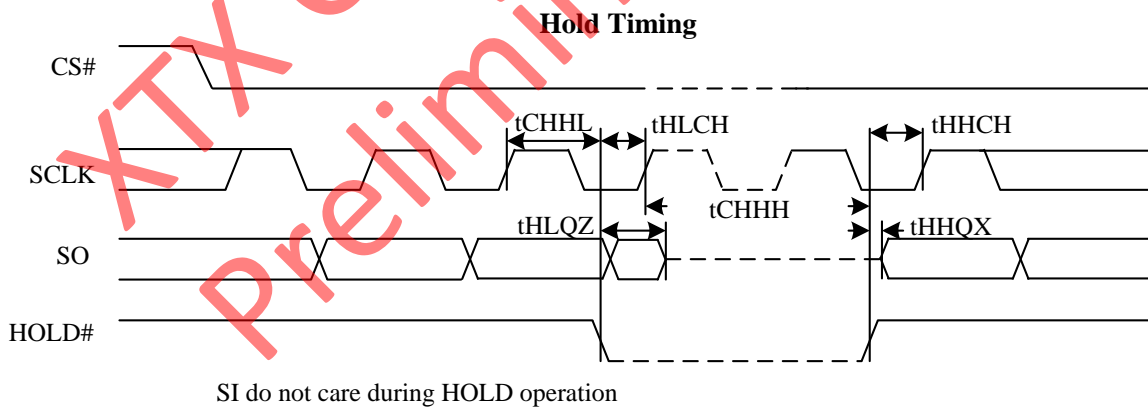 Hold Timing
CS#
tCHHL
tHLCH
tHHCH
SCLK
tCHHH
tHLQZ
tHHQX
SO
HOLD#
SI do not care during HOLD operation
XTX
Prelimin